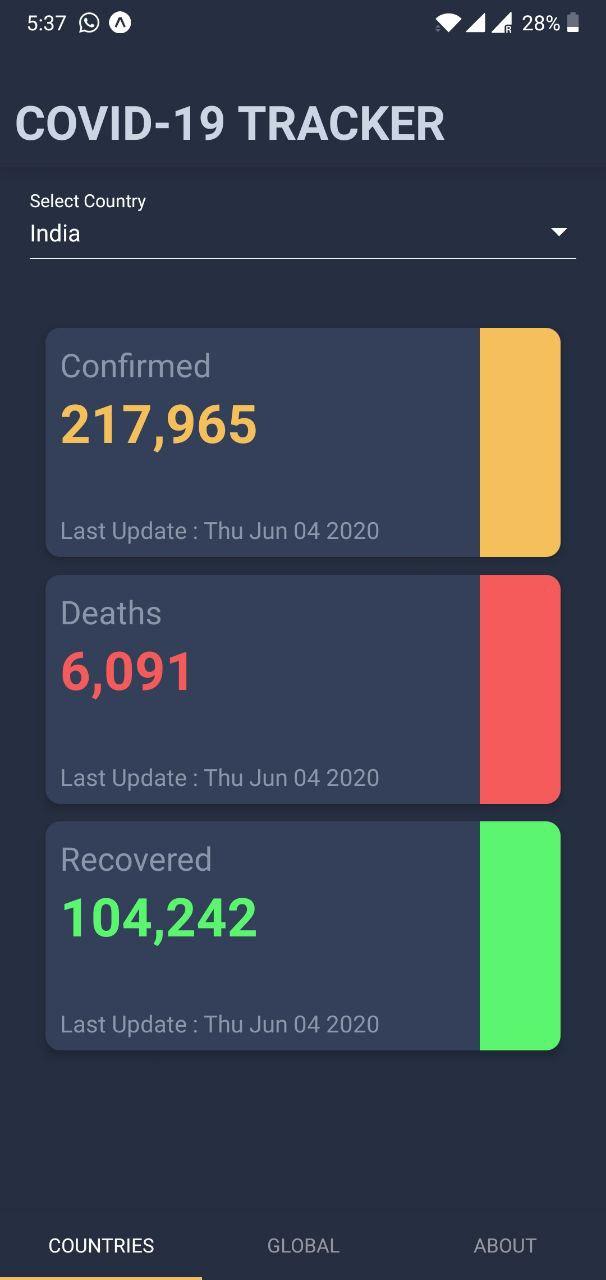 5:37 28%
COVID-19 TRACKER
Select Country
India
Confirmed
217,965
Last Update : Thu Jun 04 2020
Deaths
6,091
Last Update : Thu Jun 04 2020
Recovered
104,242
Last Update : Thu Jun 04 2020
COUNTRIES GLOBAL ABOUT